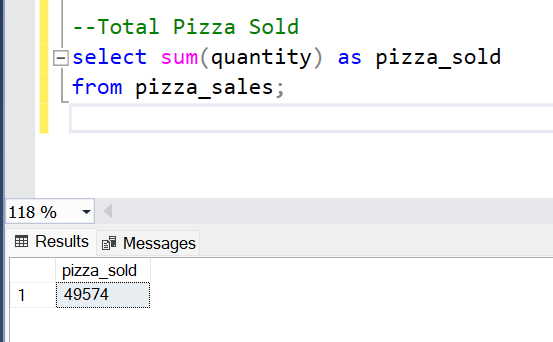 --Total Pizza Sold
select sum(quantity) as pizza_sold
from pizza_sales;
118 %
Results Messages
pizza_sold
1 49574